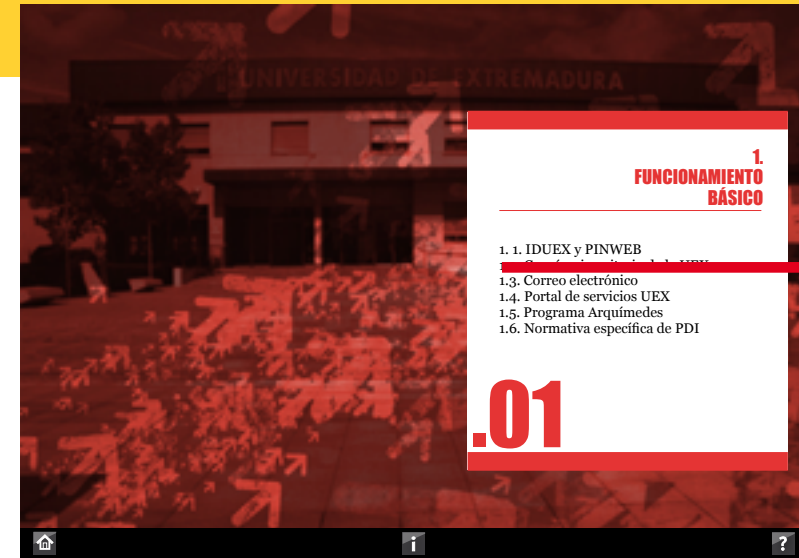 UNIVERSIDAD DE EXTREMADURA
1.
FUNCIONAMIENTO
BÁSICO
1. 1. IDUEX y PINWEB
1.3. Correo electrónico
1.4. Portal de servicios UEX
1.5. Programa Arquímedes
1.6. Normativa específica de PDI
.01
i
?